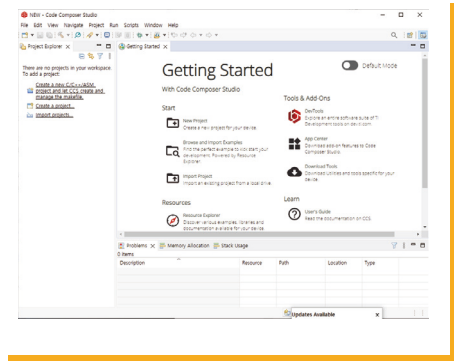 NEW - Code Composer Studio
File Edit View Navigate Project Run Scripts Window Help
Project Explorer
Getting Started
There are no projects in your workspace.
To add a project:
Create a new C/C++/ASM project and let CCS create and manage the makefile.
Create a project...
Import projects...
Getting Started
Default Mode
With Code Composer Studio
Start
New Project
Create a new project for your device.
Browse and Import Examples
Find the perfect example to kick start your
development. Powered by Resource
Explorer.
Import Project
Import an existing project from a local drive.
Resources
Resource Explorer
Discover various examples, libraries and
documentation available for your device
Tools & Add-Ons
DevTools
Explore an entire software suite of TI
Development tools on dev.ti.com
App Center
Download add-on features to Code
Composer Studio
Download Tools
Download utilities and tools specific for your
device
Learn
User's Guide
Read the documentation on CCS.
Problems
Memory Allocation
Stack Usage
0 items
Description Resource Path Location Type
Updates Available x